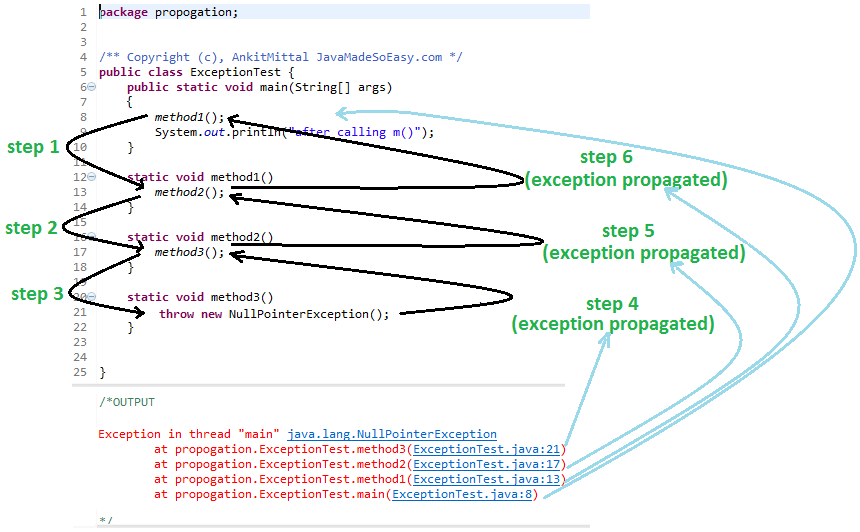 1 package propogation;
2
3
4 /** Copyright (c), AnkitMittal JavaMadeSoEasy.com */
5 public class ExceptionTest {
6 public static void main(String[] args)
7 {
8 method1();
9 System.out.println("after calling m()");
10 }
11
12 static void method1()
13 method2();
14 }
15
16 static void method2()
17 method3();
18 }
19
20 static void method3()
21 throw new NullPointerException();
22 }
23
24
25 }
step 1
step 2
step 3
step 6
(exception propagated)
step 5
(exception propagated)
step 4
(exception propagated)
/*OUTPUT
Exception in thread "main" java.lang.NullPointerException
at propogation.ExceptionTest.method3(ExceptionTest.java:21)
at propogation.ExceptionTest.method2(ExceptionTest.java:17)
at propogation.ExceptionTest.method1(ExceptionTest.java:13)
at propogation.ExceptionTest.main(ExceptionTest.java:8)
*/